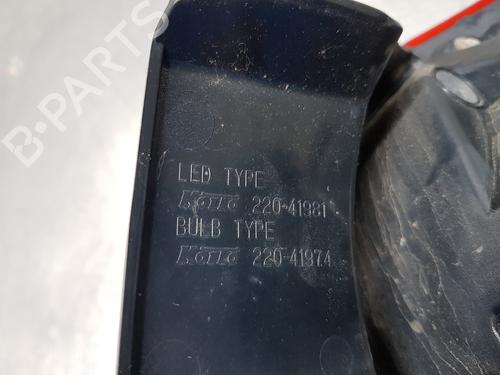 B-PARTS
LED TYPE
Koito 220-41981
BULB TYPE
Koito 220-41974